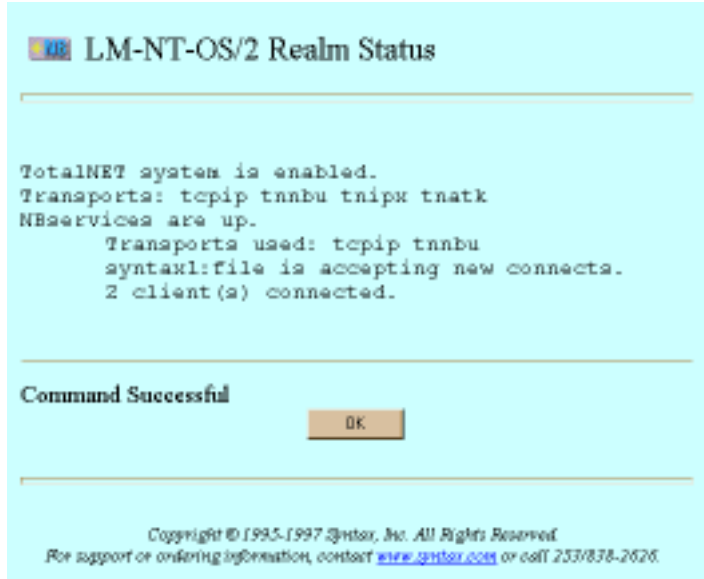 NB LM-NT-OS/2 Realm Status
TotalNET system is enabled.
Transports: tcpip tnnbu tnipx tnatk
NBservices are up.
Transports used: tcpip tnnbu
syntax1:file is accepting new connects.
2 client(s) connected.
Command Successful
OK
Copyright © 1995-1997 Syntax, Inc. All Rights Reserved.
For support or ordering information, contact www.syntax.com or call 253/838-2626.